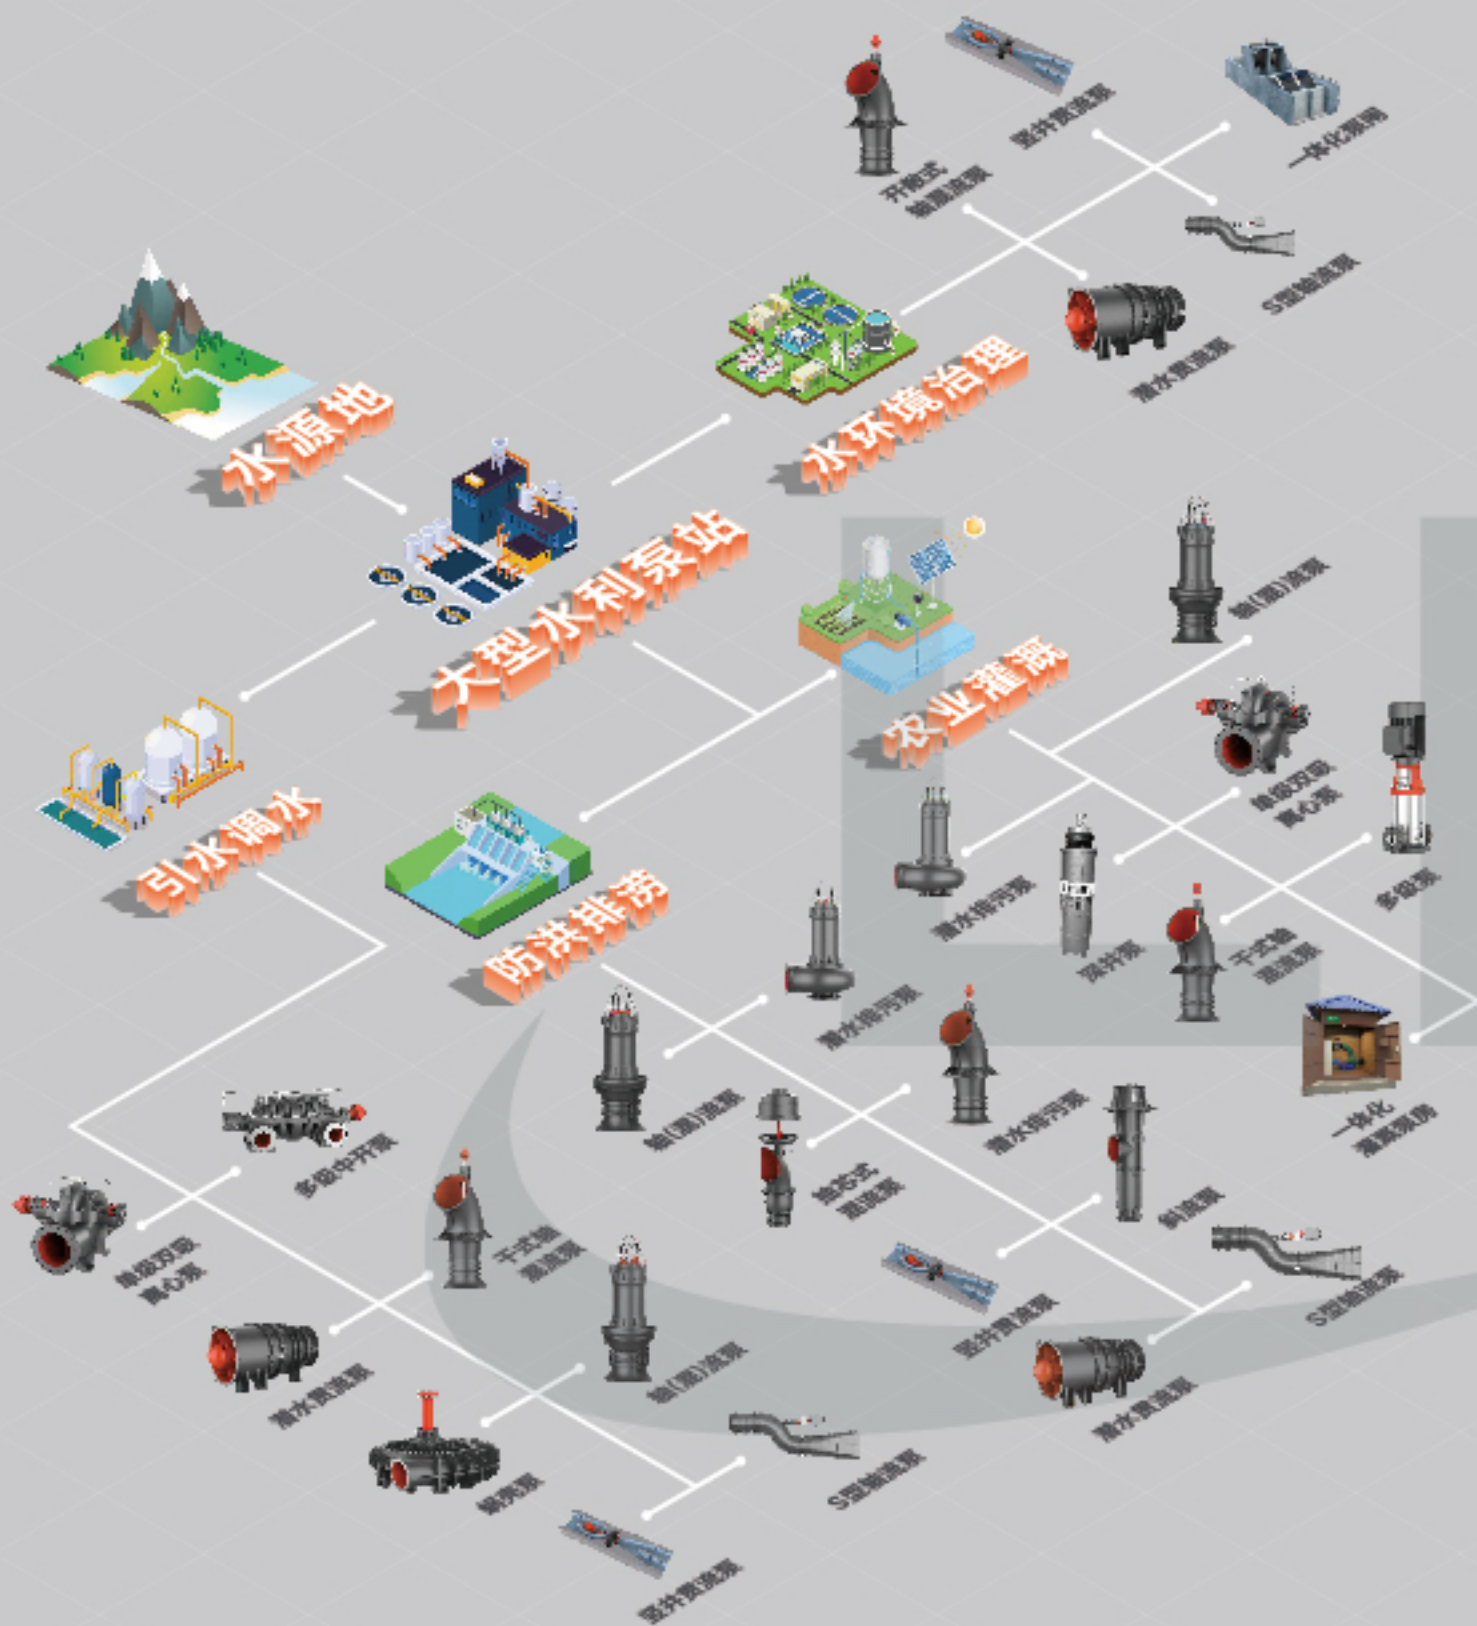 竖井贯流泵
一体化泵闸
开敞式
轴混流泵
S型轴流泵
潜水贯流泵
水源地
水环境治理
大型水利泵站
轴(混)流泵
农业灌溉
单级双吸
离心泵
多级泵
引水调水
潜水排污泵
深井泵
干式轴
混流泵
防洪排涝
潜水排污泵
轴(混)流泵
潜水排污泵
一体化
灌溉泵房
多级中开泵
抽芯式
混流泵
斜流泵
单级双吸
离心泵
干式轴
混流泵
竖井贯流泵
S型轴流泵
潜水贯流泵
轴(混)流泵
潜水贯流泵
蜗壳泵
S型轴流泵
竖井贯流泵